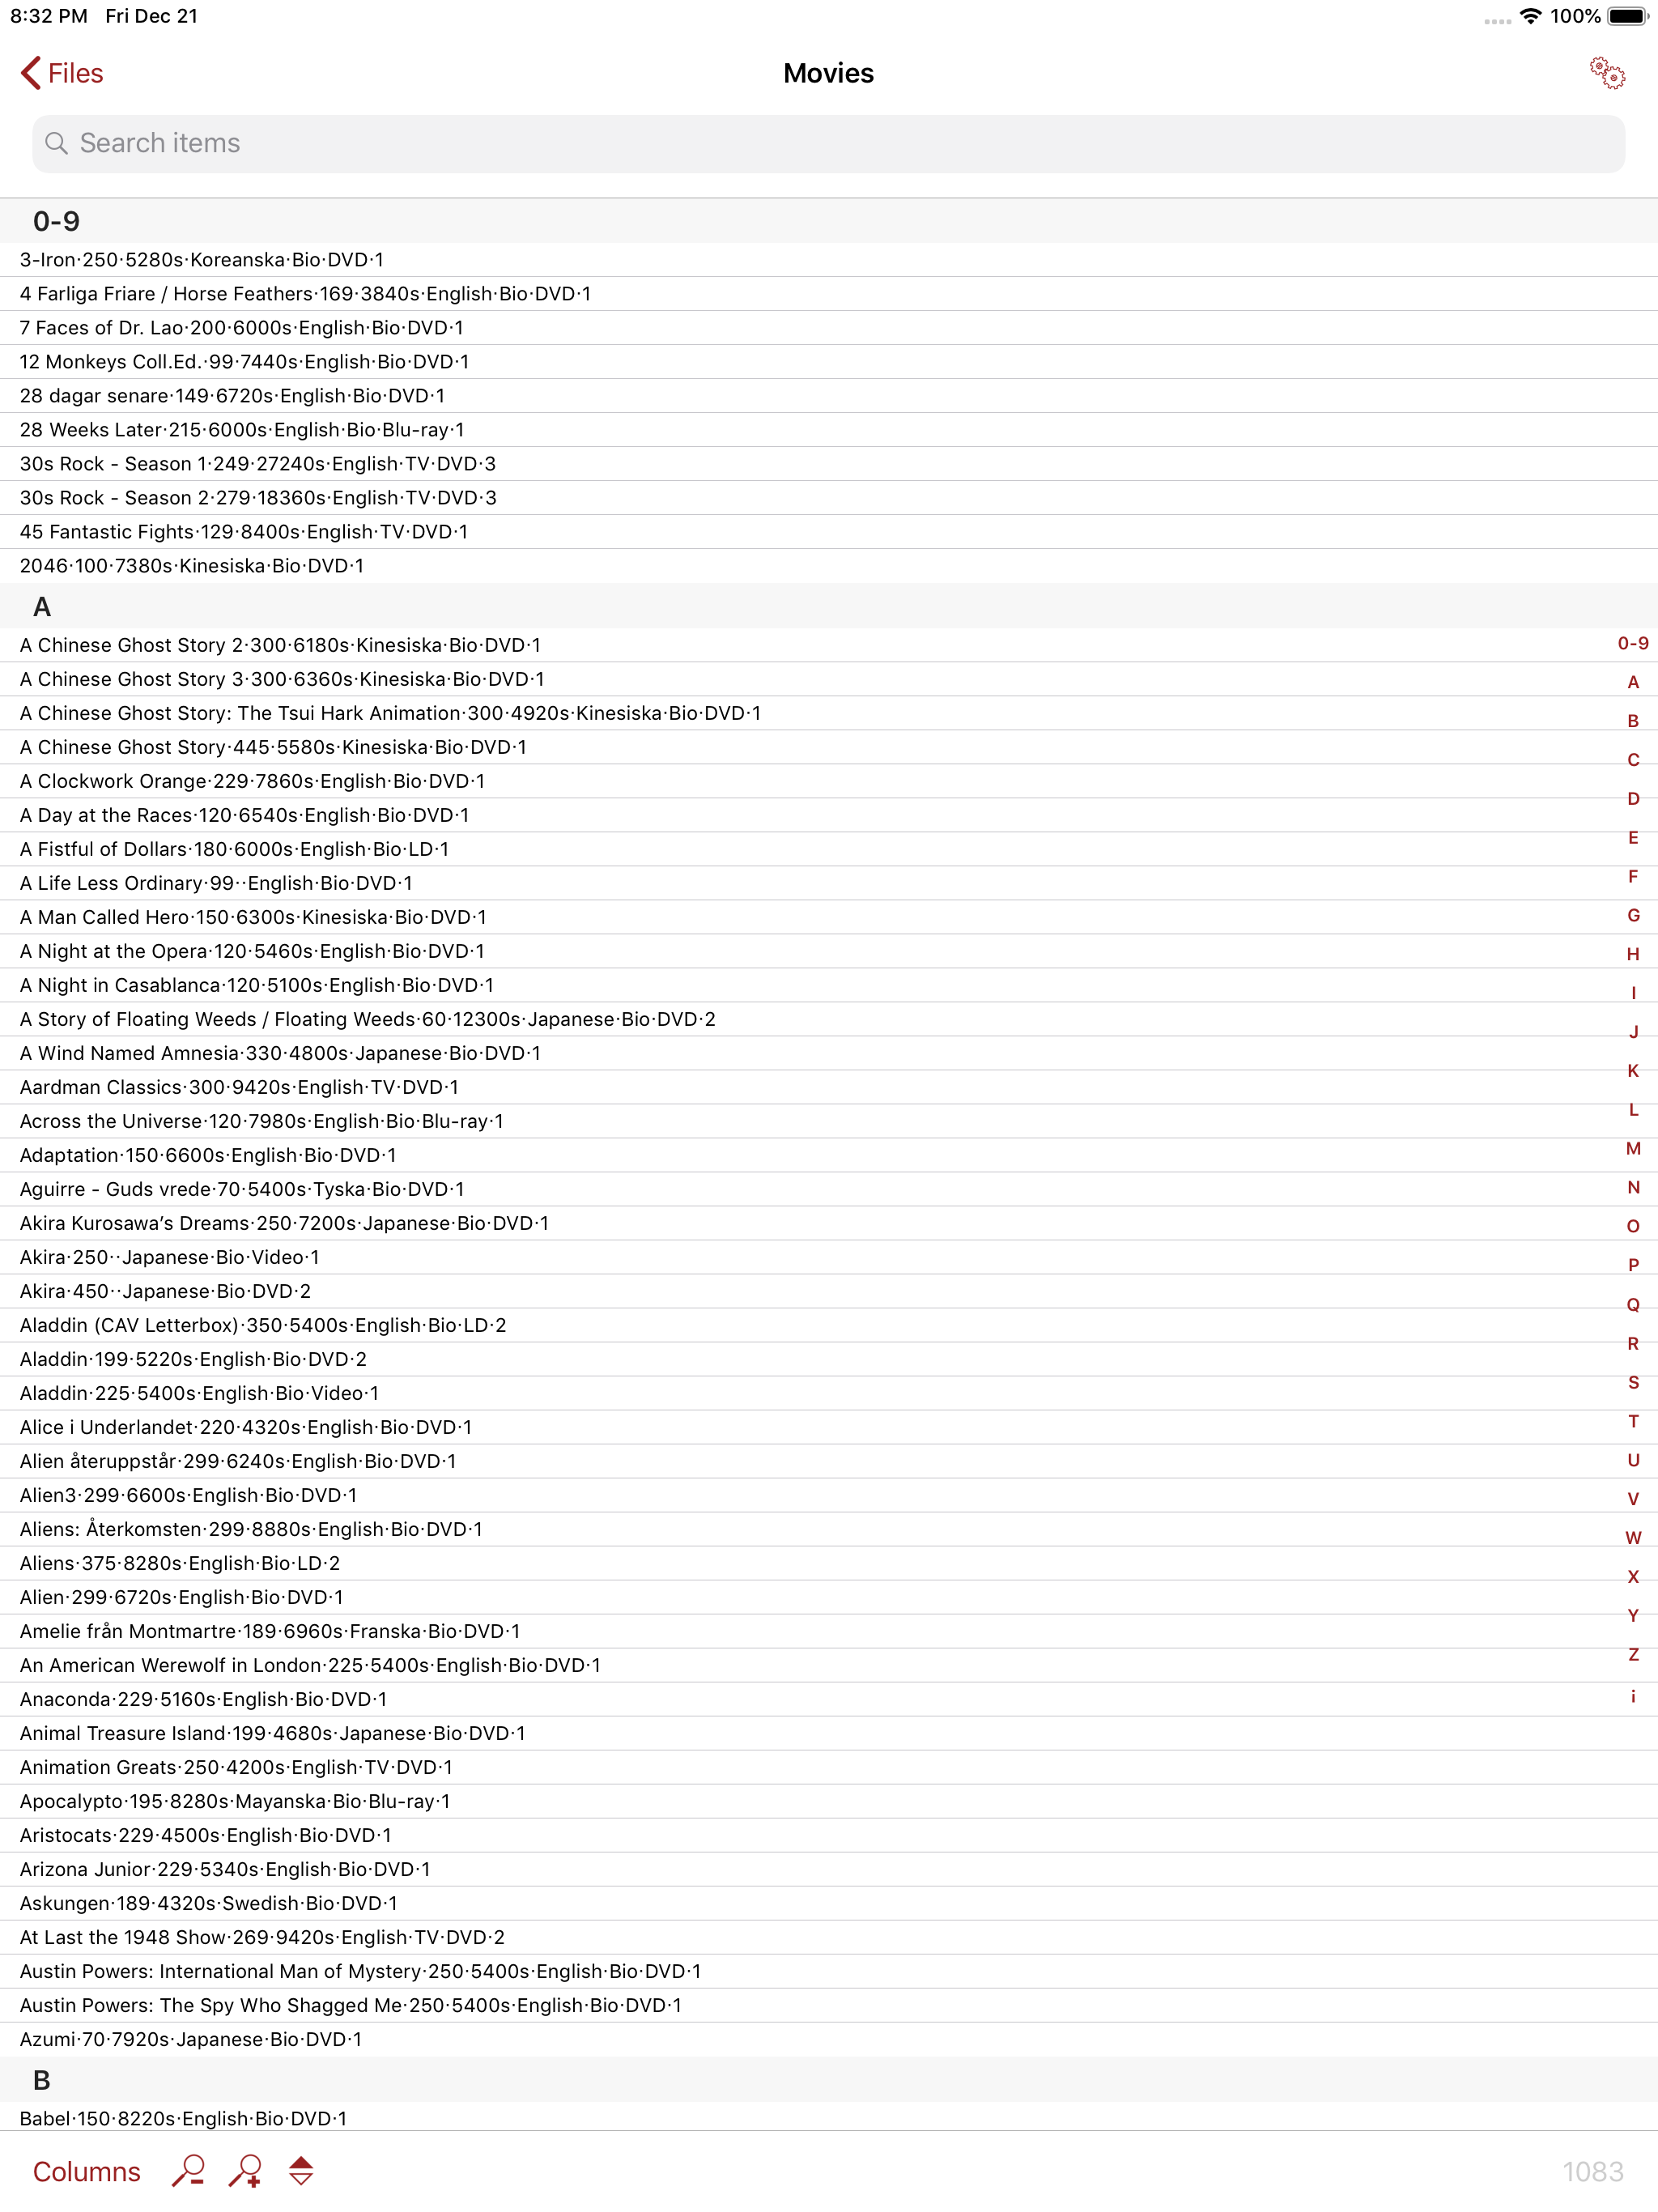 8:32 PM Fri Dec 21 100%
Files Movies
Search items
0-9
3-Iron·250·5280s·Koreanska·Bio·DVD·1
4 Farliga Friare / Horse Feathers·169·3840s·English·Bio·DVD·1
7 Faces of Dr. Lao·200·6000s·English·Bio·DVD·1
12 Monkeys Coll.Ed.·99·7440s·English·Bio·DVD·1
28 dagar senare·149·6720s·English·Bio·DVD·1
28 Weeks Later·215·6000s·English·Bio·Blu-ray·1
30s Rock - Season 1·249·27240s·English·TV·DVD·3
30s Rock - Season 2·279·18360s·English·TV·DVD·3
45 Fantastic Fights·129·8400s·English·TV·DVD·1
2046·100·7380s·Kinesiska·Bio·DVD·1
A
A Chinese Ghost Story 2·300·6180s·Kinesiska·Bio·DVD·1
A Chinese Ghost Story 3·300·6360s·Kinesiska·Bio·DVD·1
A Chinese Ghost Story: The Tsui Hark Animation·300·4920s·Kinesiska·Bio·DVD·1
A Chinese Ghost Story·445·5580s·Kinesiska·Bio·DVD·1
A Clockwork Orange·229·7860s·English·Bio·DVD·1
A Day at the Races·120·6540s·English·Bio·DVD·1
A Fistful of Dollars·180·6000s·English·Bio·LD·1
A Life Less Ordinary·99··English·Bio·DVD·1
A Man Called Hero·150·6300s·Kinesiska·Bio·DVD·1
A Night at the Opera·120·5460s·English·Bio·DVD·1
A Night in Casablanca·120·5100s·English·Bio·DVD·1
A Story of Floating Weeds / Floating Weeds·60·12300s·Japanese·Bio·DVD·2
A Wind Named Amnesia·330·4800s·Japanese·Bio·DVD·1
Aardman Classics·300·9420s·English·TV·DVD·1
Across the Universe·120·7980s·English·Bio·Blu-ray·1
Adaptation·150·6600s·English·Bio·DVD·1
Aguirre - Guds vrede·70·5400s·Tyska·Bio·DVD·1
Akira Kurosawa’s Dreams·250·7200s·Japanese·Bio·DVD·1
Akira·250··Japanese·Bio·Video·1
Akira·450··Japanese·Bio·DVD·2
Aladdin (CAV Letterbox)·350·5400s·English·Bio·LD·2
Aladdin·199·5220s·English·Bio·DVD·2
Aladdin·225·5400s·English·Bio·Video·1
Alice i Underlandet·220·4320s·English·Bio·DVD·1
Alien återuppstår·299·6240s·English·Bio·DVD·1
Alien3·299·6600s·English·Bio·DVD·1
Aliens: Återkomsten·299·8880s·English·Bio·DVD·1
Aliens·375·8280s·English·Bio·LD·2
Alien·299·6720s·English·Bio·DVD·1
Amelie från Montmartre·189·6960s·Franska·Bio·DVD·1
An American Werewolf in London·225·5400s·English·Bio·DVD·1
Anaconda·229·5160s·English·Bio·DVD·1
Animal Treasure Island·199·4680s·Japanese·Bio·DVD·1
Animation Greats·250·4200s·English·TV·DVD·1
Apocalypto·195·8280s·Mayanska·Bio·Blu-ray·1
Aristocats·229·4500s·English·Bio·DVD·1
Arizona Junior·229·5340s·English·Bio·DVD·1
Askungen·189·4320s·Swedish·Bio·DVD·1
At Last the 1948 Show·269·9420s·English·TV·DVD·2
Austin Powers: International Man of Mystery·250·5400s·English·Bio·DVD·1
Austin Powers: The Spy Who Shagged Me·250·5400s·English·Bio·DVD·1
Azumi·70·7920s·Japanese·Bio·DVD·1
B
Babel·150·8220s·English·Bio·DVD·1
0-9
A
B
C
D
E
F
G
H
I
J
K
L
M
N
O
P
Q
R
S
T
U
V
W
X
Y
Z
i
Columns 1083